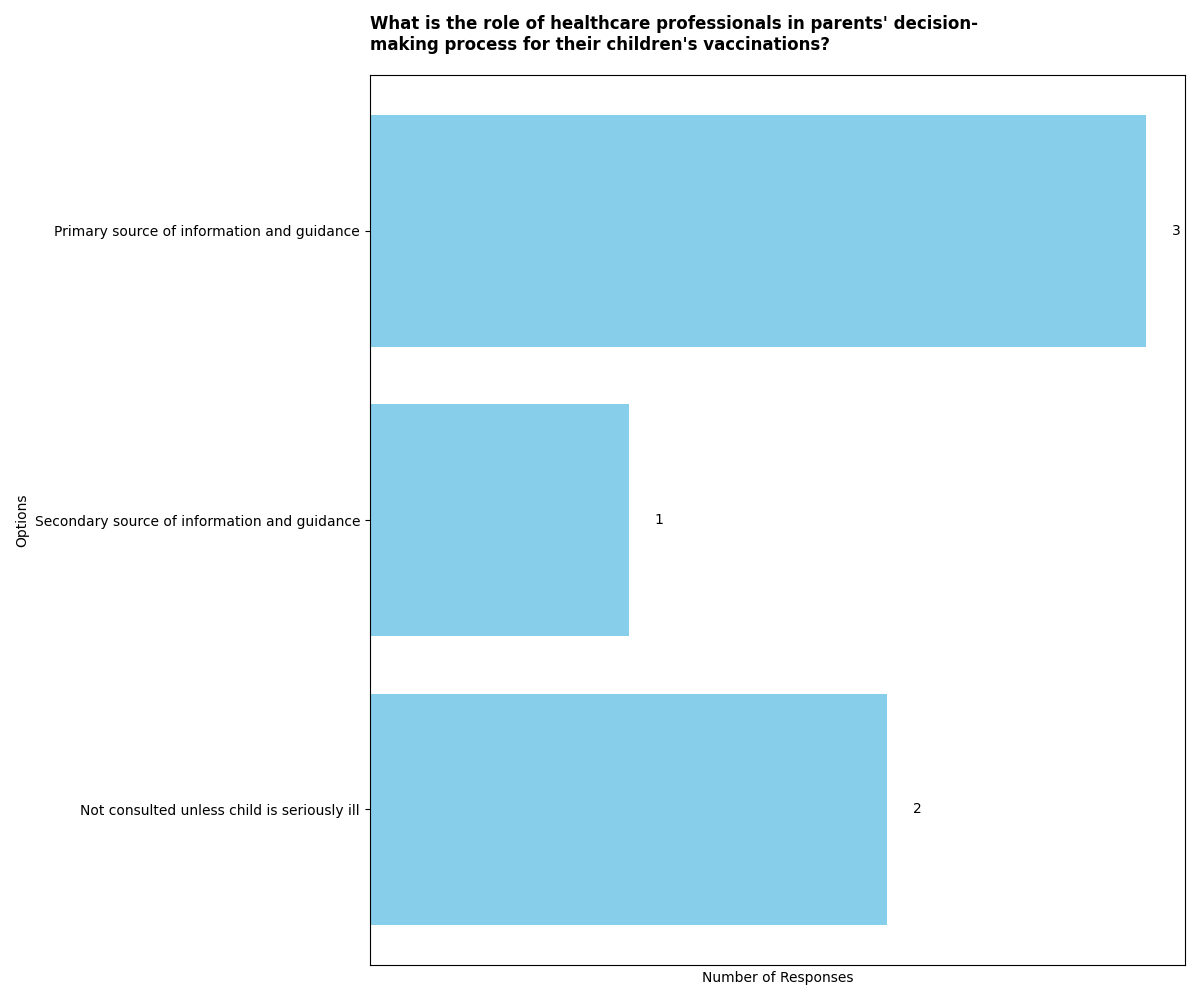 What is the role of healthcare professionals in parents' decision-
making process for their children's vaccinations?
Primary source of information and guidance
3
Secondary source of information and guidance
1
Not consulted unless child is seriously ill
2
Options
Number of Responses